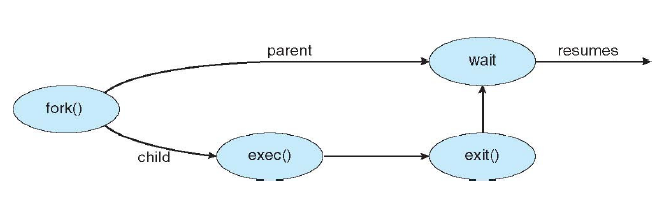 parent
wait
resumes
fork()
child
exec()
exit()